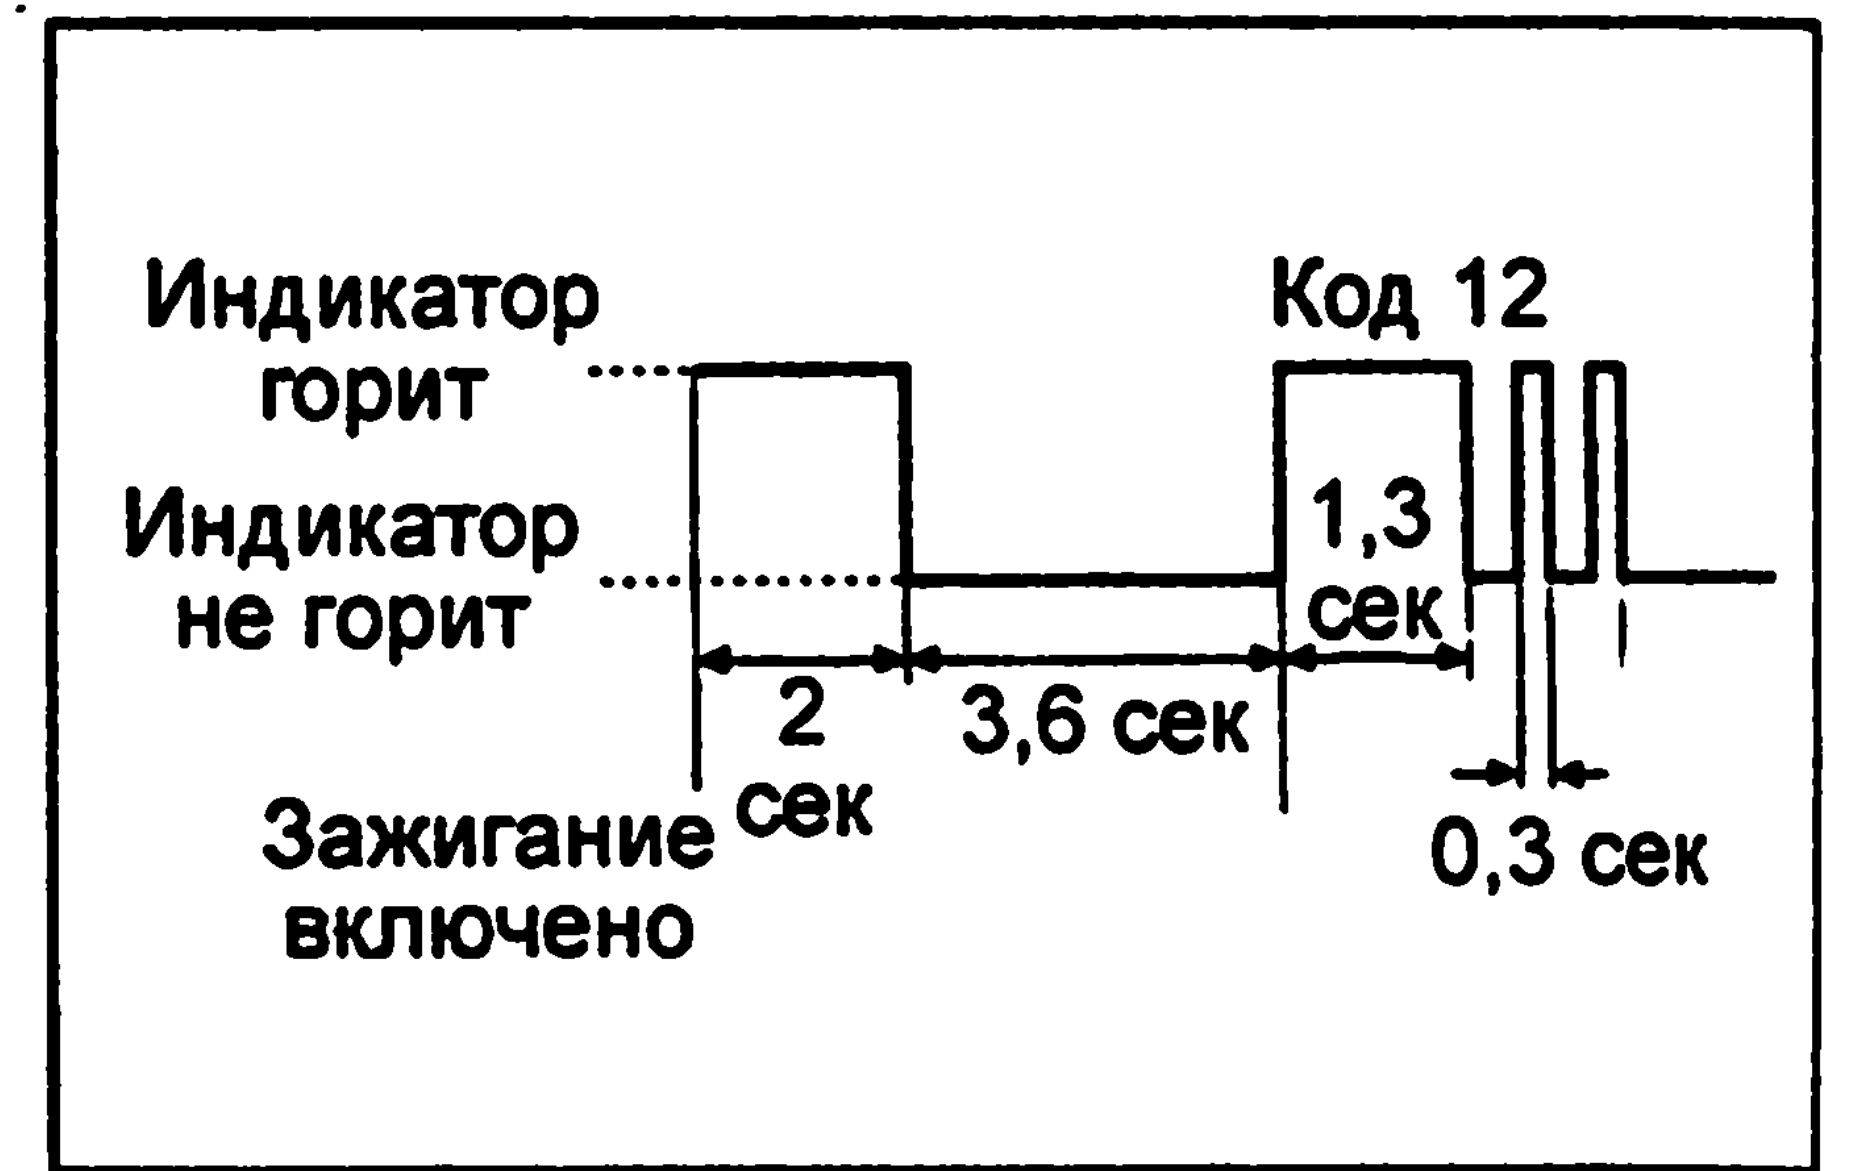 Индикатор
горит
Код 12
Индикатор
не горит
1,3
сек
2
сек
3,6 сек
0,3 сек
Зажигание
включено